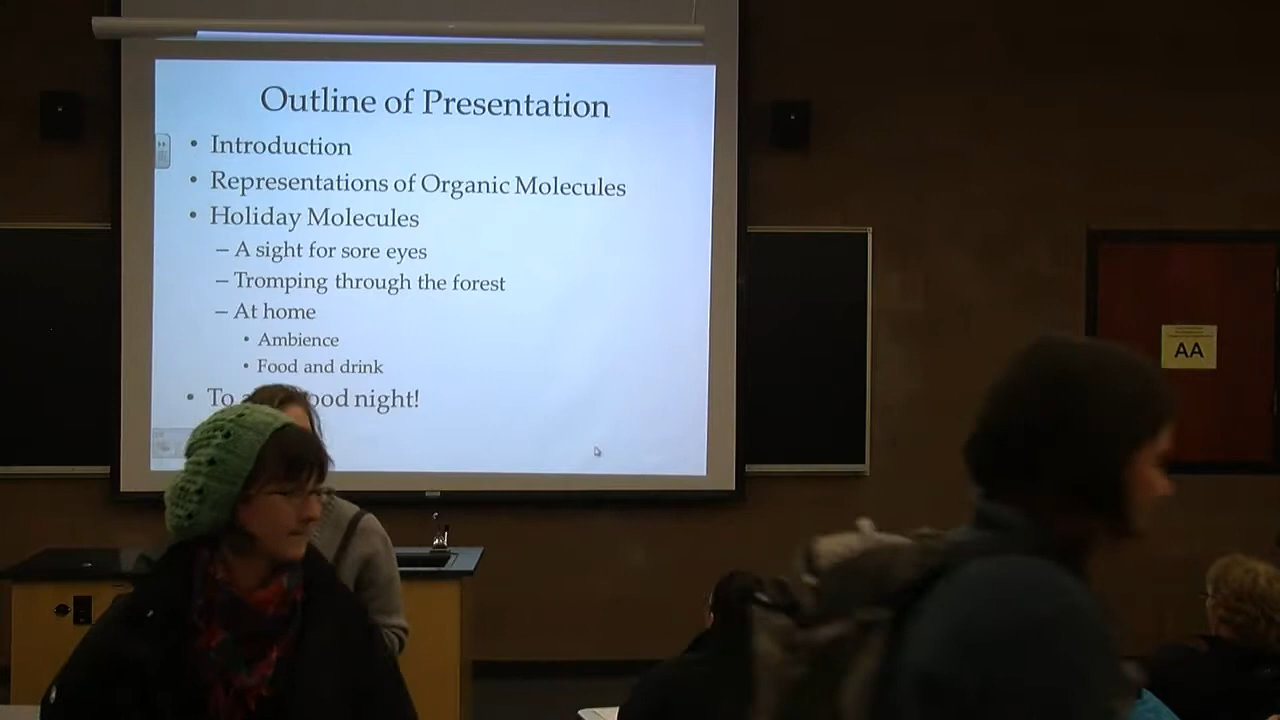 Outline of Presentation
• Introduction
• Representations of Organic Molecules
• Holiday Molecules
– A sight for sore eyes
– Tromping through the forest
– At home
• Ambience
• Food and drink
• To night!
AA